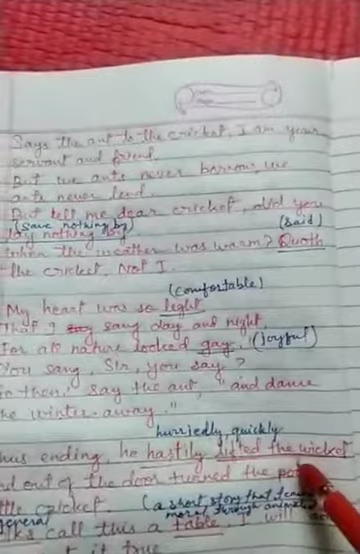 Says the ant to the cricket, I am your
servant and friend,
But we ants never borrow, we
ants never lend.
But tell me dear cricket, did you
(save nothing by) (said)
lay nothing by
When the weather was warm? Quoth
the cricket, Not I.
(comfortable)
My heart was so light
That I sang day and night,
For all nature looked gay. (joyful)
You sang, Sir, you say?
Go then," say the ant, "and dance
the winter away."
hurriedly, quickly
Thus ending, he hastily lifted the wicket
And out of the door turned the
little cricket. (a short story that
moral through
general
Folks call this a fable. I will
it true